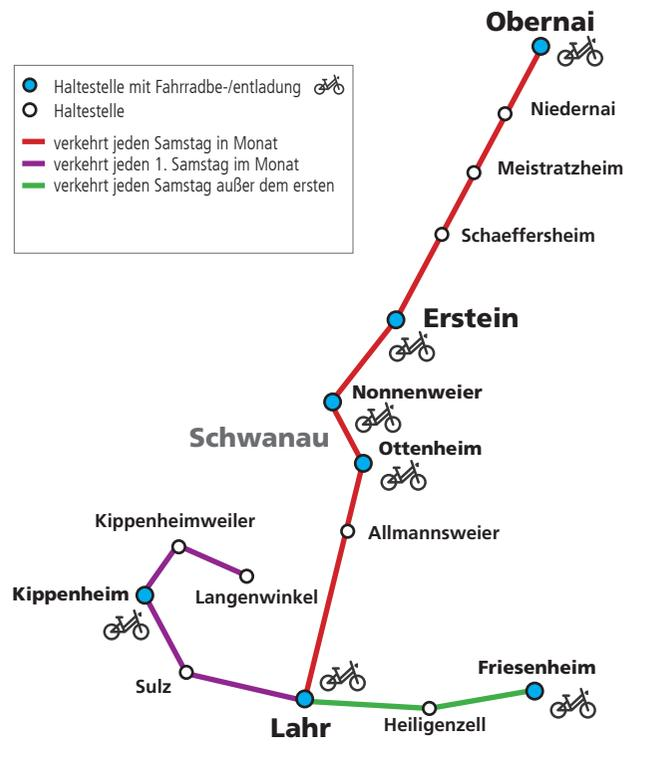 Obernai
Haltestelle mit Fahrradbe-/entladung
Haltestelle
verkehrt jeden Samstag in Monat
verkehrt jeden 1. Samstag im Monat
verkehrt jeden Samstag außer dem ersten
Niedernai
Meistratzheim
Schaeffersheim
Erstein
Nonnenweier
Schwanau
Ottenheim
Allmannsweier
Kippenheimweiler
Kippenheim
Langenwinkel
Sulz
Friesenheim
Heiligenzell
Lahr